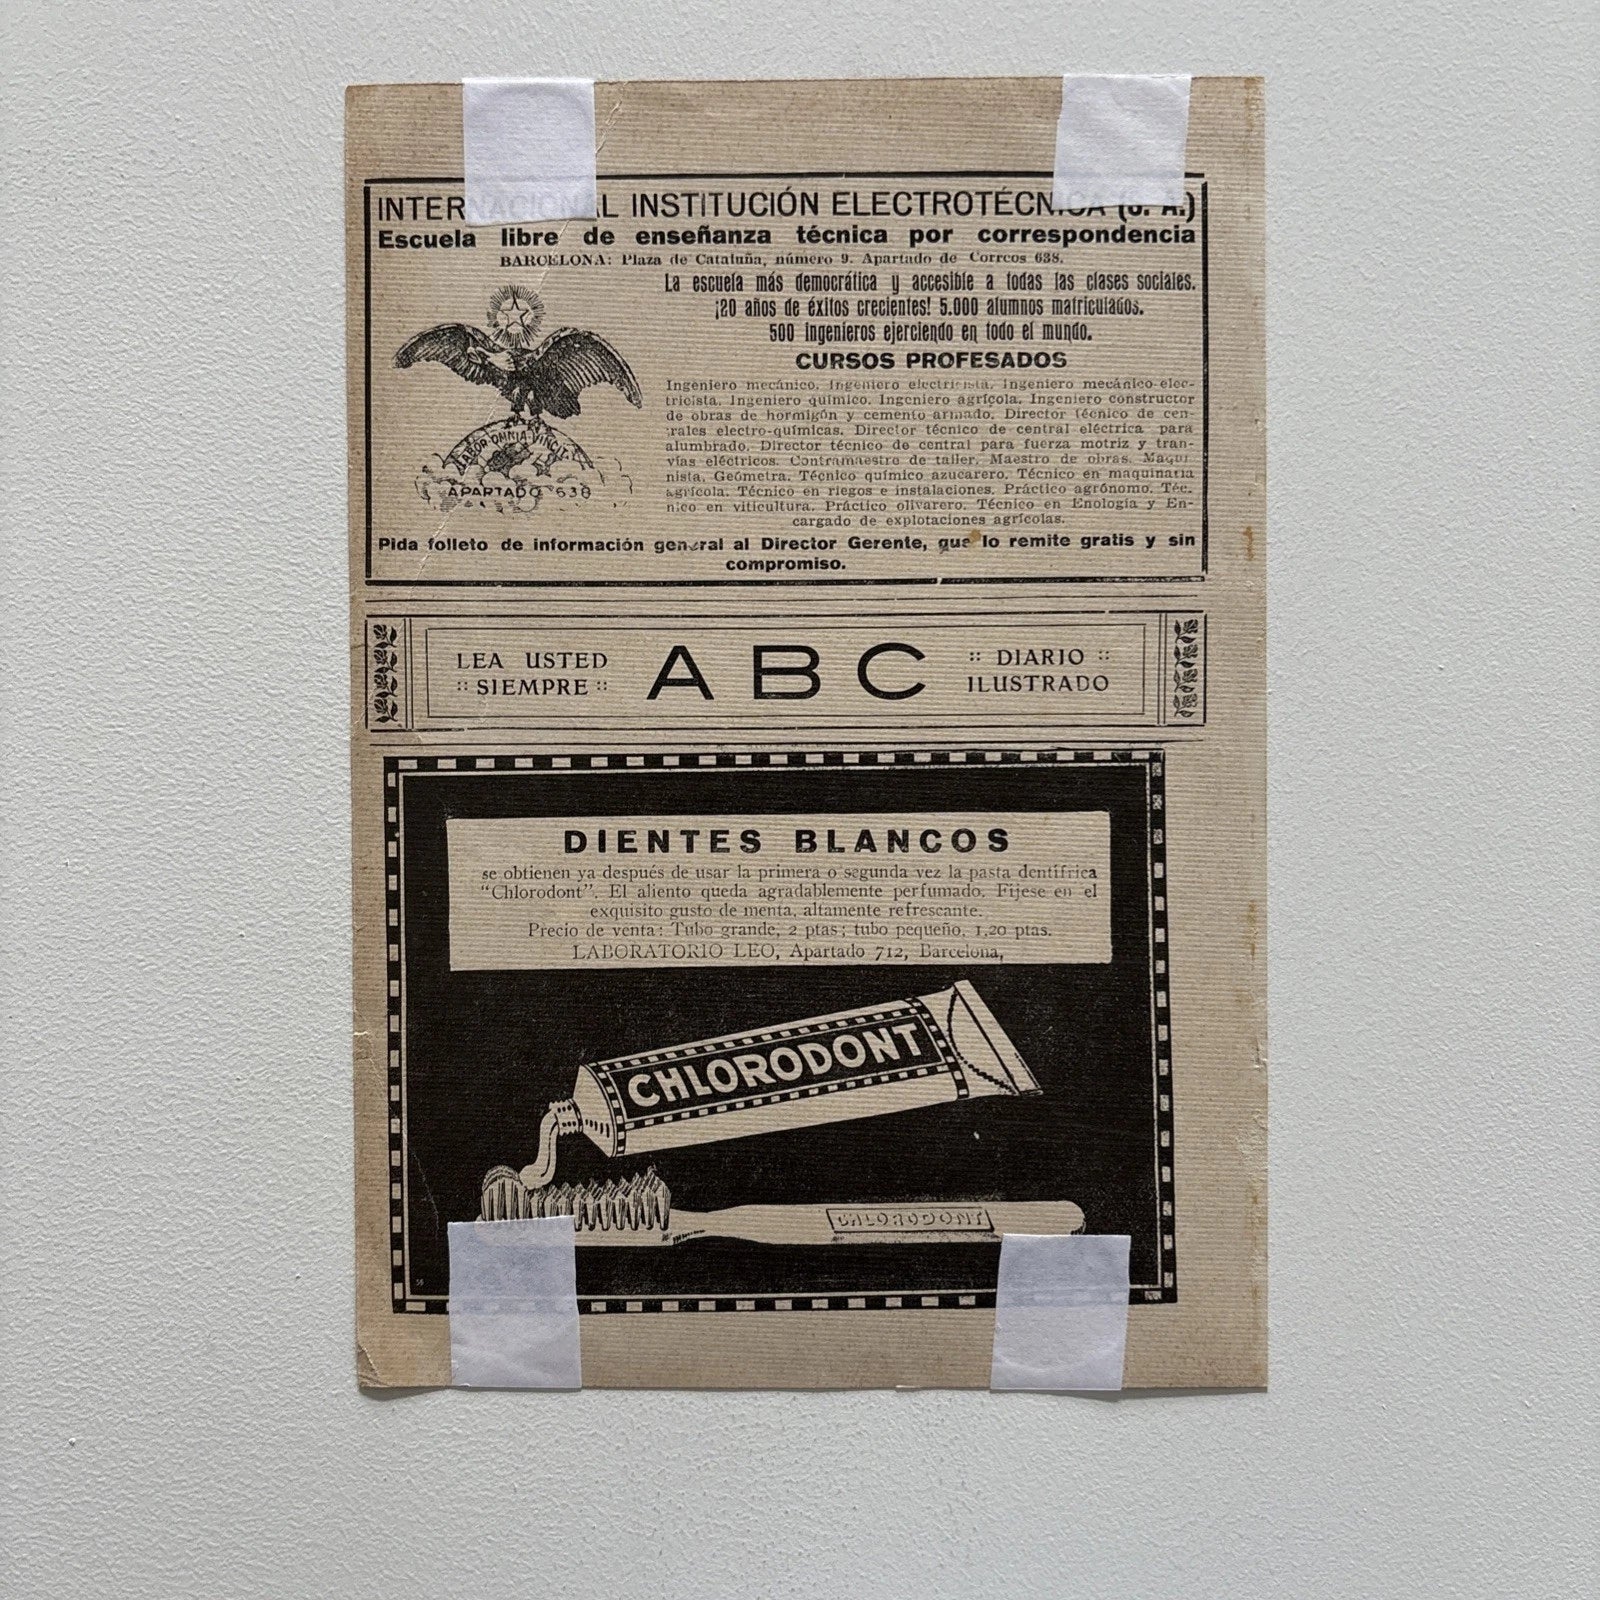 INTERNACIONAL INSTITUCIÓN ELECTROTÉCNICA (S. A.)
Escuela libre de enseñanza técnica por correspondencia
BARCELONA: Plaza de Cataluña, número 9. Apartado de Correos 638.
La escuela más democrática y accesible a todas las clases sociales.
¡20 años de éxitos crecientes! 5.000 alumnos matriculados.
500 ingenieros ejerciendo en todo el mundo.
CURSOS PROFESADOS
Ingeniero mecánico. Ingeniero electricista. Ingeniero mecánico-elec-
tricista. Ingeniero químico. Ingeniero agrícola. Ingeniero constructor
de obras de hormigón y cemento armado. Director técnico de cen-
trales electro-químicas. Director técnico de central eléctrica para
alumbrado. Director técnico de central para fuerza motriz y tran-
vías eléctricos. Contramaestre de taller. Maestro de obras. Maqui
nista. Geómetra. Técnico químico azucarero. Técnico en maquinaria
agrícola. Técnico en riegos e instalaciones. Práctico agrónomo. Téc-
nico en viticultura. Práctico olivarero. Técnico en Enología y En-
cargado de explotaciones agrícolas.
LABOR OMNIA VINCIT
APARTADO 638
Pida folleto de información general al Director Gerente, que lo remite gratis y sin
compromiso.
LEA USTED
:: SIEMPRE ::
ABC
:: DIARIO ::
ILUSTRADO
DIENTES BLANCOS
se obtienen ya después de usar la primera o segunda vez la pasta dentífrica
"Chlorodont". El aliento queda agradablemente perfumado. Fíjese en el
exquisito gusto de menta, altamente refrescante.
Precio de venta: Tubo grande, 2 ptas; tubo pequeño, 1,20 ptas.
LABORATORIO LEO, Apartado 712, Barcelona,
CHLORODONT
CHLORODONT